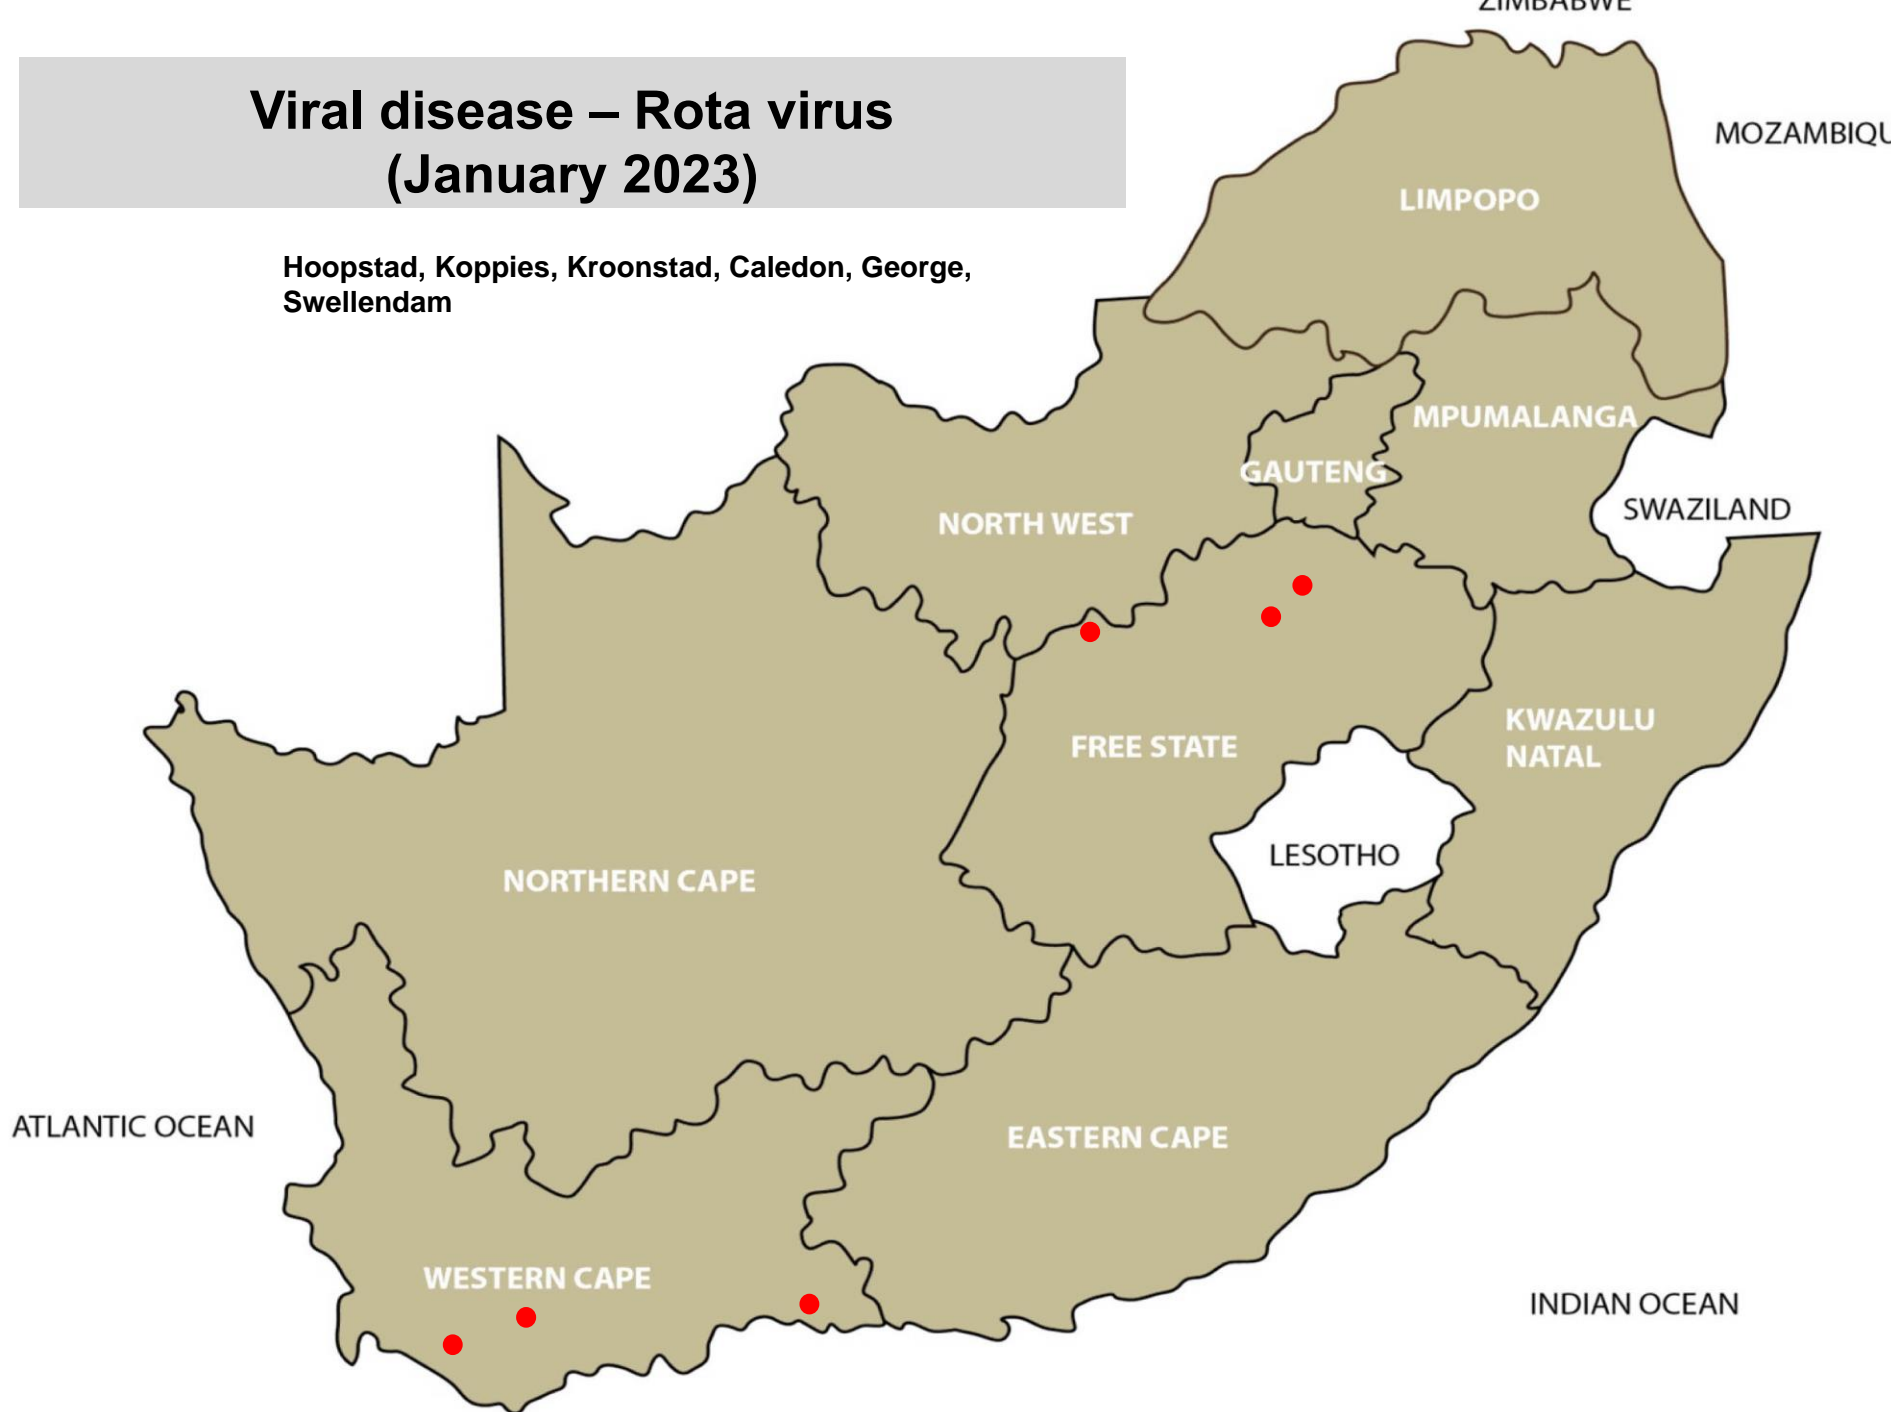 ZIMBABWE
Viral disease – Rota virus
(January 2023)
MOZAMBIQU
LIMPOPO
Hoopstad, Koppies, Kroonstad, Caledon, George,
Swellendam
MPUMALANGA
GAUTENG
SWAZILAND
NORTH WEST
KWAZULU
NATAL
FREE STATE
LESOTHO
NORTHERN CAPE
ATLANTIC OCEAN
EASTERN CAPE
WESTERN CAPE
INDIAN OCEAN